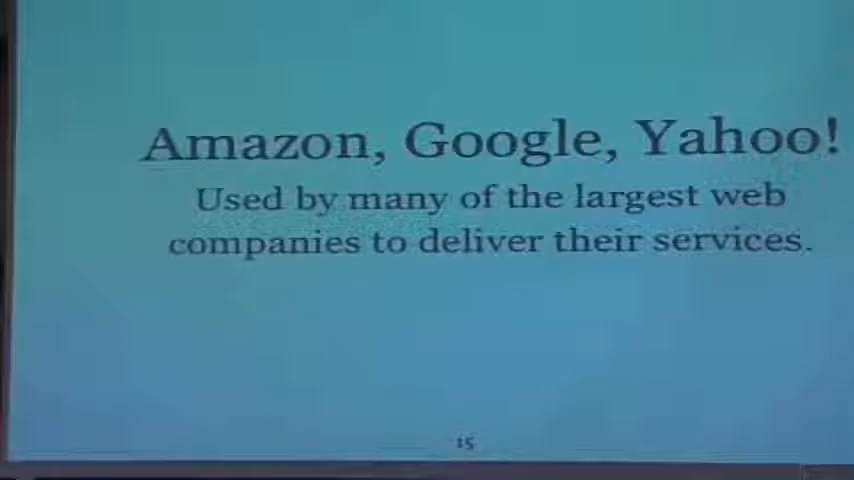 Amazon, Google, Yahoo!
Used by many of the largest web
companies to deliver their services.
15